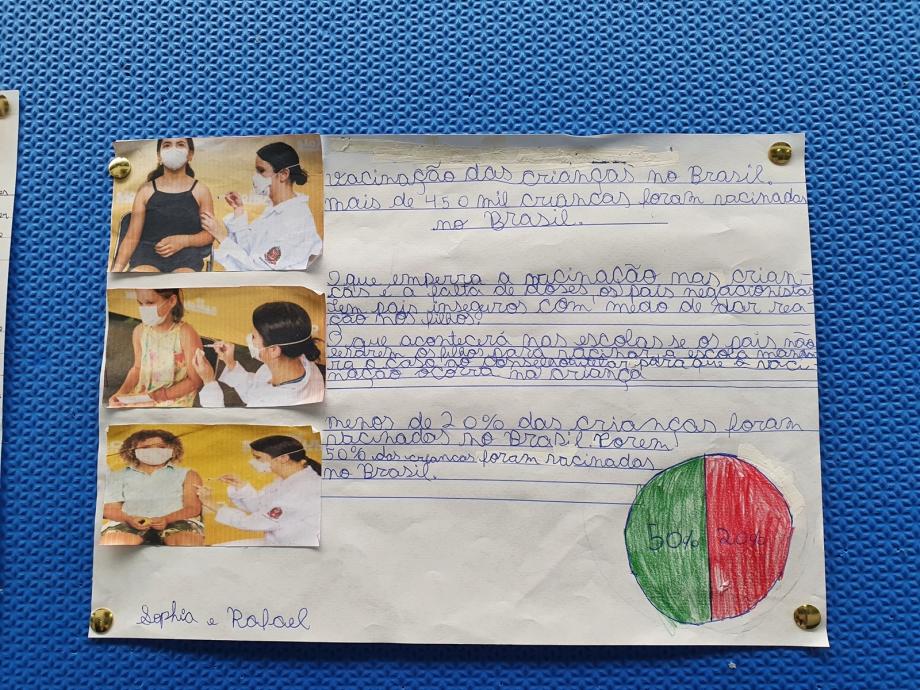 vacinação das crianças no Brasil.
mais de 450 mil crianças foram vacinadas
no Brasil.
O que emperra a vacinação nas crian-
ças é a falta de doses os pais negacionistas
tem pais inseguros com medo de dar rea
ção nos filhos?
O que acontecerá nas escolas se os pais não
os filhos para vacinar a escola manda
ra o caso ao conselho tutelar para que a vaci-
nação ocorra na criança
menos de 20% das crianças foram
vacinadas no Brasil. Porem
50% das crianças foram vacinadas
no Brasil.
50% 20%
Sophia e Rafael